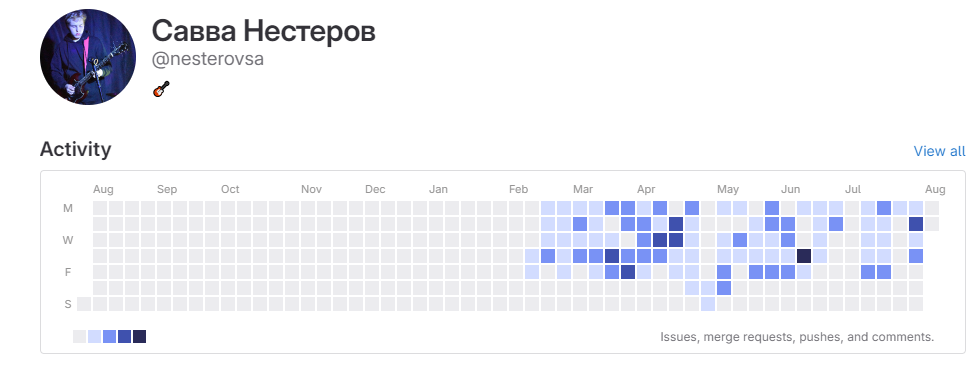 Савва Нестеров
@nesterovsa
Activity
View all
Aug Sep Oct Nov Dec Jan Feb Mar Apr May Jun Jul Aug
M
W
F
S
Issues, merge requests, pushes, and comments.